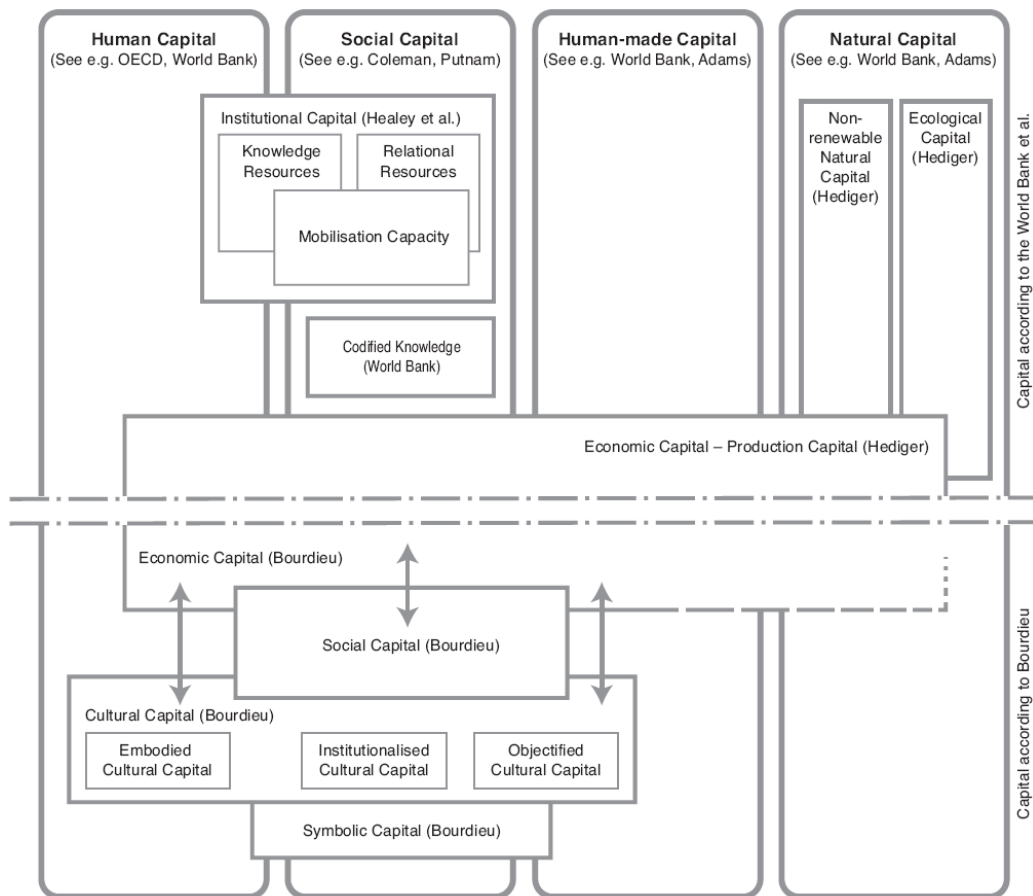 Human Capital
(See e.g. OECD, World Bank)
Social Capital
(See e.g. Coleman, Putnam)
Human-made Capital
(See e.g. World Bank, Adams)
Natural Capital
(See e.g. World Bank, Adams)
Institutional Capital (Healey et al.)
Knowledge
Resources
Relational
Resources
Mobilisation Capacity
Non-
renewable
Natural
Capital
(Hediger)
Ecological
Capital
(Hediger)
Codified Knowledge
(World Bank)
Economic Capital – Production Capital (Hediger)
Capital according to the World Bank et al.
Economic Capital (Bourdieu)
Social Capital (Bourdieu)
Cultural Capital (Bourdieu)
Embodied
Cultural Capital
Institutionalised
Cultural Capital
Objectified
Cultural Capital
Symbolic Capital (Bourdieu)
Capital according to Bourdieu